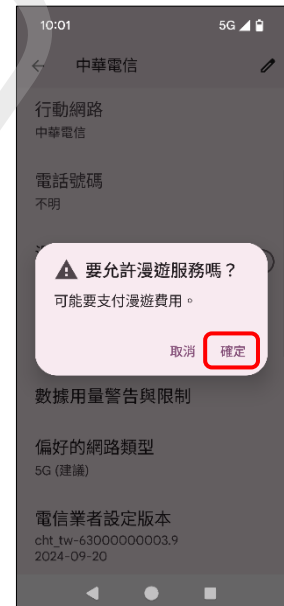 10:01 5G
中華電信
行動網路
中華電信
電話號碼
不明
要允許漫遊服務嗎？
可能要支付漫遊費用。
取消 確定
數據用量警告與限制
偏好的網路類型
5G (建議)
電信業者設定版本
cht_tw-63000000003.9
2024-09-20